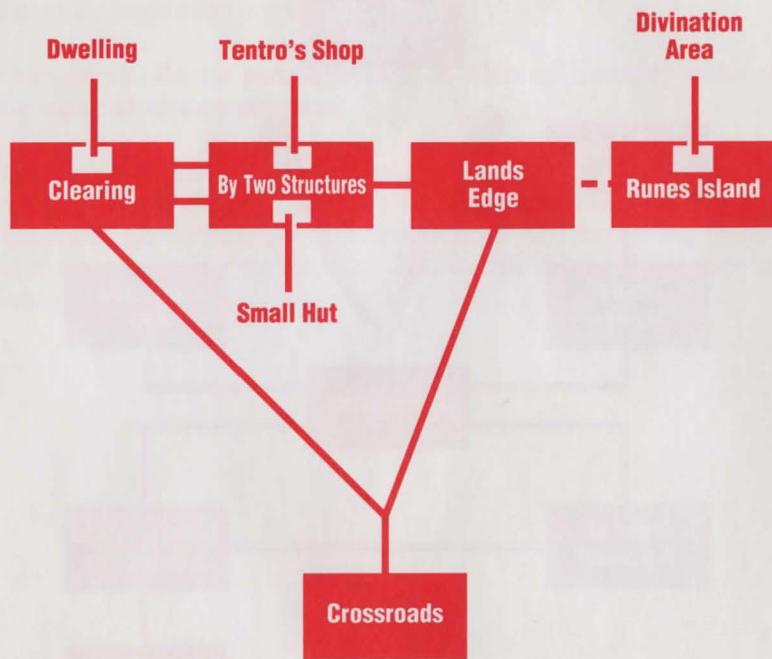 Dwelling
Tentro's Shop
Divination
Area
Clearing
By Two Structures
Lands
Edge
Runes Island
Small Hut
Crossroads